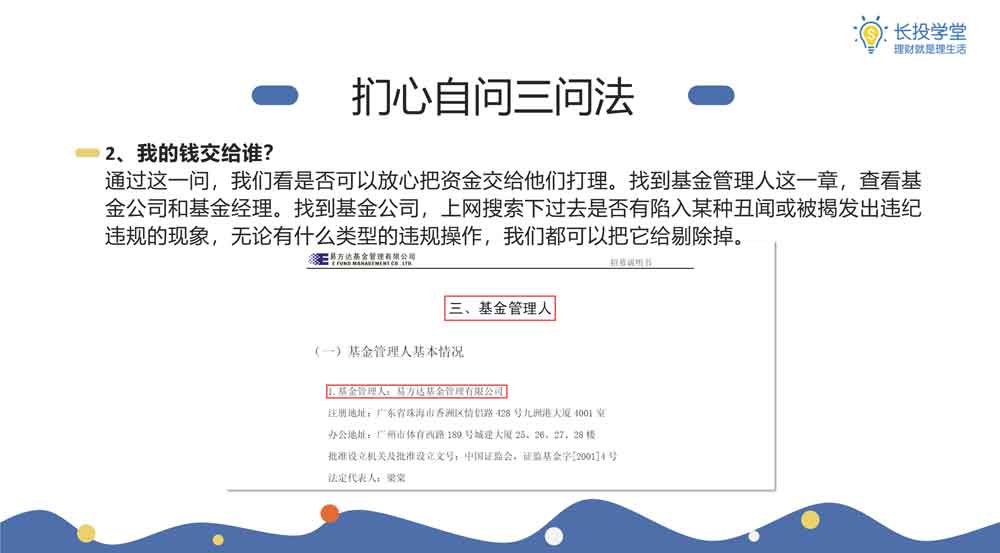 长投学堂
理财就是理生活
扪心自问三问法
2、我的钱交给谁？
通过这一问，我们看是否可以放心把资金交给他们打理。找到基金管理人这一章，查看基
金公司和基金经理。找到基金公司，上网搜索下过去是否有陷入某种丑闻或被揭发出违纪
违规的现象，无论有什么类型的违规操作，我们都可以把它给剔除掉。
易方达基金管理有限公司
E FUND MANAGEMENT CO.,LTD.
招募说明书
三、基金管理人
（一）基金管理人基本情况
1.基金管理人：易方达基金管理有限公司
注册地址：广东省珠海市香洲区情侣路 428 号九洲港大厦 4001 室
办公地址：广州市体育西路 189 号城建大厦 25、26、27、28 楼
批准设立机关及批准设立文号：中国证监会，证监基金字[2001]4 号
法定代表人：梁棠